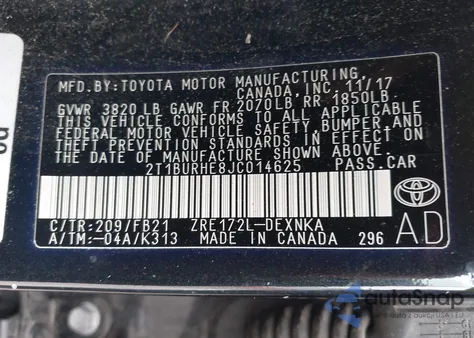 MFD.BY:TOYOTA MOTOR MANUFACTURING
CANADA, INC. 11/17
GVWR 3820 LB GAWR FR 2070LB, RR 1850LB
THIS VEHICLE CONFORMS TO ALL APPLICABLE
FEDERAL MOTOR VEHICLE SAFETY, BUMPER AND
THEFT PREVENTION STANDARDS IN EFFECT ON
THE DATE OF MANUFACTURE SHOWN ABOVE.
2T1BURHE8JC014625 PASS.CAR
C/TR:209/FB21 ZRE172L-DEXNKA
A/TM:-04A/K313 MADE IN CANADA 296
TOYOTA
AD
autoSnap